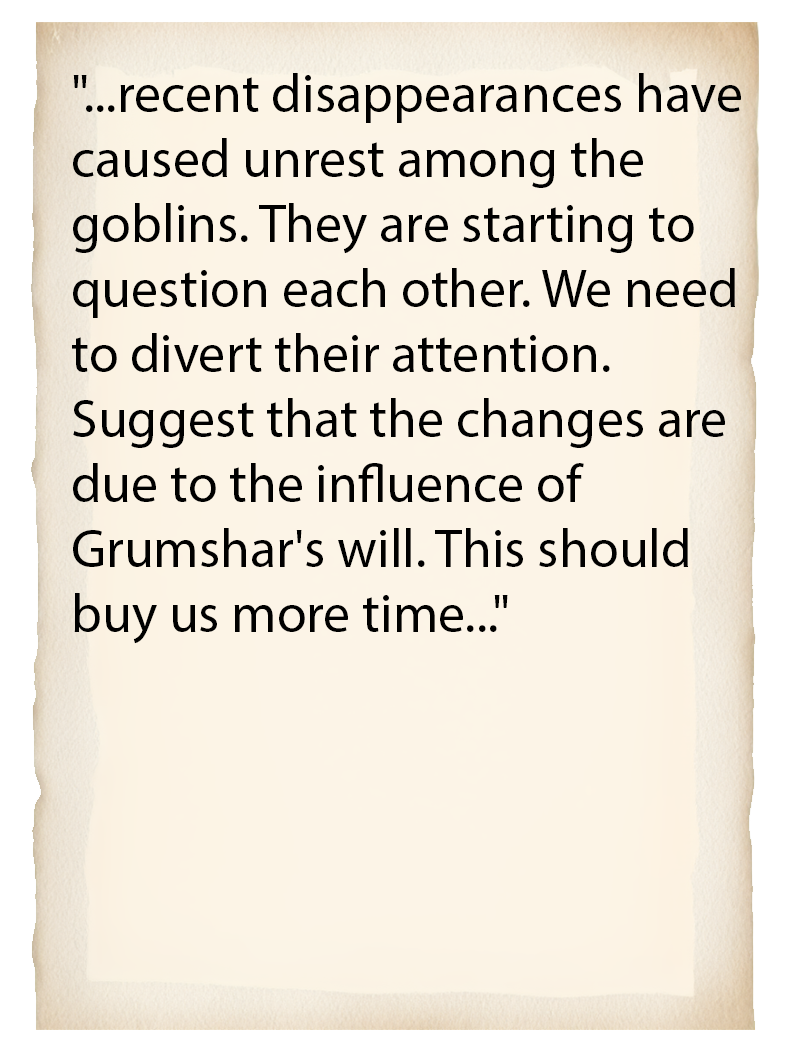 "...recent disappearances have
caused unrest among the
goblins. They are starting to
question each other. We need
to divert their attention.
Suggest that the changes are
due to the influence of
Grumshar's will. This should
buy us more time..."